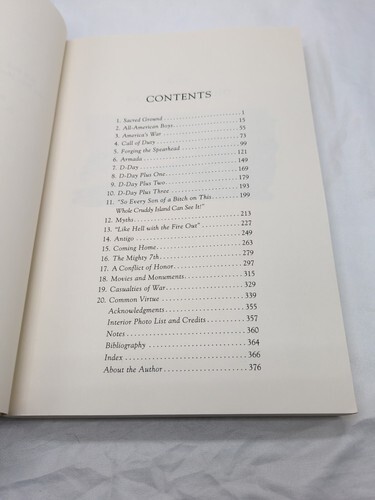 CONTENTS
1. Sacred Ground . . . . . . . . . . . . . . . . . . . . . . 1
2. All-American Boys . . . . . . . . . . . . . . . . . . 15
3. America's War . . . . . . . . . . . . . . . . . . . . . 55
4. Call of Duty . . . . . . . . . . . . . . . . . . . . . . 73
5. Forging the Spearhead . . . . . . . . . . . . . . . 99
6. Armada . . . . . . . . . . . . . . . . . . . . . . . . . . 121
7. D-Day . . . . . . . . . . . . . . . . . . . . . . . . . . . 149
8. D-Day Plus One . . . . . . . . . . . . . . . . . . . . 169
9. D-Day Plus Two . . . . . . . . . . . . . . . . . . . . 179
10. D-Day Plus Three . . . . . . . . . . . . . . . . . . 193
11. "So Every Son of a Bitch on This
Whole Cruddy Island Can See It!" . . . . . . . . 199
12. Myths . . . . . . . . . . . . . . . . . . . . . . . . . . . 213
13. "Like Hell with the Fire Out" . . . . . . . . . . 227
14. Antigo . . . . . . . . . . . . . . . . . . . . . . . . . . 249
15. Coming Home . . . . . . . . . . . . . . . . . . . . . 263
16. The Mighty 7th . . . . . . . . . . . . . . . . . . . . 279
17. A Conflict of Honor . . . . . . . . . . . . . . . . . 297
18. Movies and Monuments . . . . . . . . . . . . . . 315
19. Casualties of War . . . . . . . . . . . . . . . . . . 329
20. Common Virtue . . . . . . . . . . . . . . . . . . . . 339
Acknowledgments . . . . . . . . . . . . . . . . . . . . 355
Interior Photo List and Credits . . . . . . . . . . 357
Notes . . . . . . . . . . . . . . . . . . . . . . . . . . . . . 360
Bibliography . . . . . . . . . . . . . . . . . . . . . . . . 364
Index . . . . . . . . . . . . . . . . . . . . . . . . . . . . . 366
About the Author . . . . . . . . . . . . . . . . . . . . 376